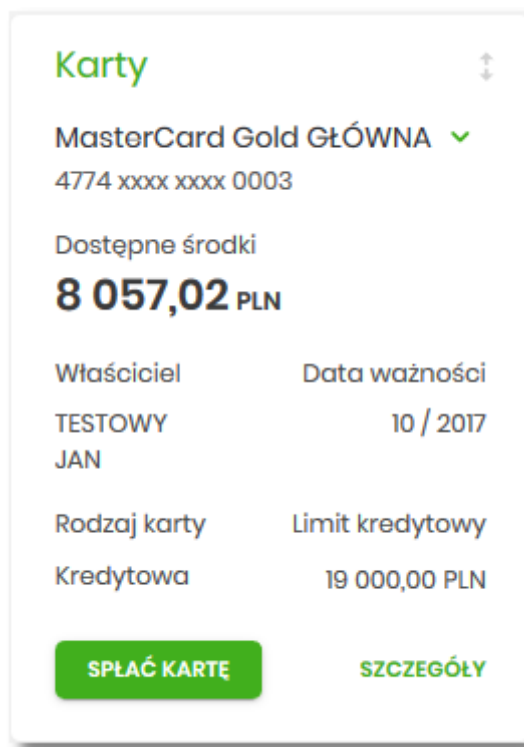 Karty
MasterCard Gold GŁÓWNA
4774 xxxx xxxx 0003
Dostępne środki
8 057,02 PLN
Właściciel Data ważności
TESTOWY 10 / 2017
JAN
Rodzaj karty Limit kredytowy
Kredytowa 19 000,00 PLN
SPŁAĆ KARTĘ SZCZEGÓŁY